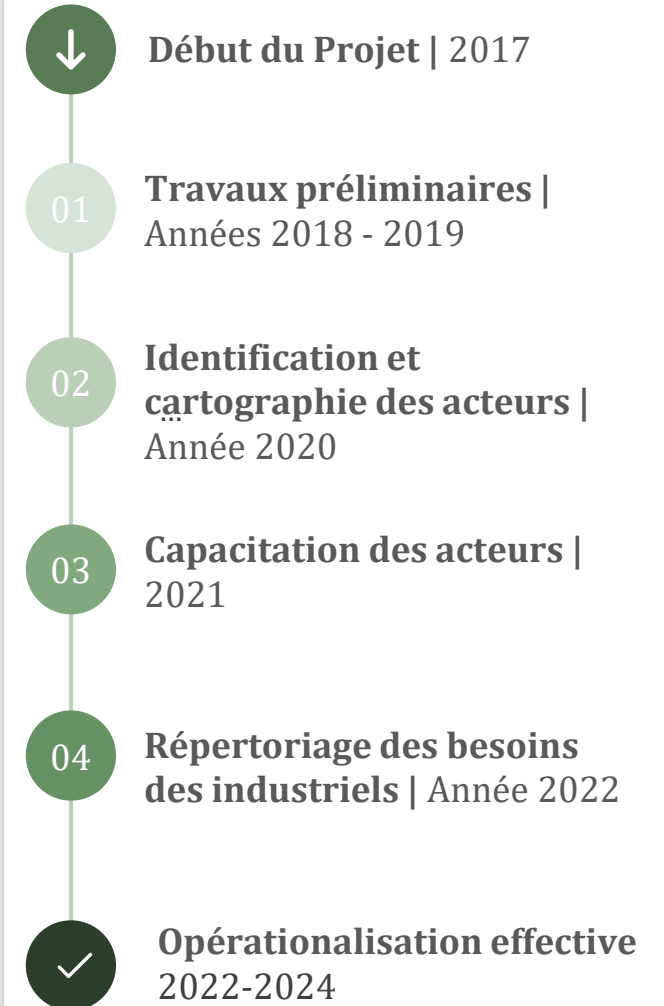 Début du Projet | 2017
01
Travaux préliminaires |
Années 2018 - 2019
02
Identification et
cartographie des acteurs |
Année 2020
03
Capacitation des acteurs |
2021
04
Répertoriage des besoins
des industriels | Année 2022
Opérationalisation effective
2022-2024